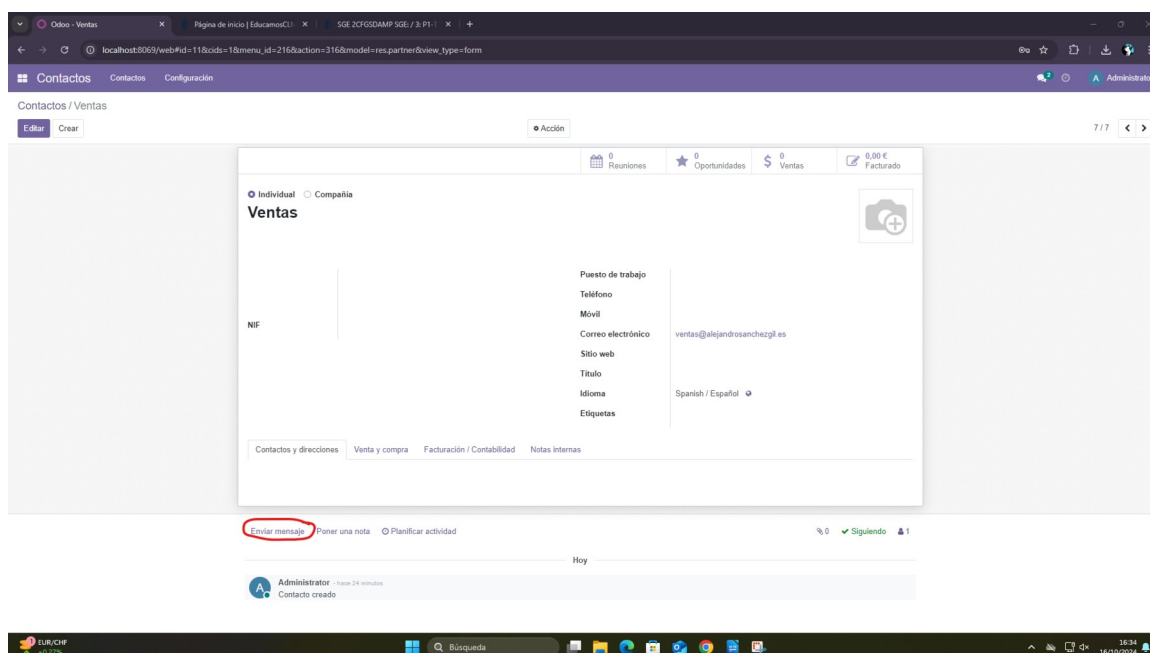 Odoo - Ventas
Página de inicio | EducamosCL
SGE 2CFGSDAMP SGE: / 3: P1-
localhost:8069/web#id=11&cids=1&menu_id=216&action=316&model=res.partner&view_type=form
Contactos Contactos Configuración
2 A Administrato
Contactos / Ventas
Editar Crear Acción 7 / 7
0 Reuniones
0 Oportunidades
0 Ventas
0,00 € Facturado
Individual Compañía
Ventas
Puesto de trabajo
Teléfono
Móvil
NIF
Correo electrónico ventas@alejandrosanchezgil.es
Sitio web
Título
Idioma Spanish / Español
Etiquetas
Contactos y direcciones Venta y compra Facturación / Contabilidad Notas internas
Enviar mensaje Poner una nota Planificar actividad 0 Siguiendo 1
Hoy
A Administrator - hace 24 minutos
Contacto creado
1 EUR/CHF
+0,27%
Búsqueda
16:34
16/10/2024